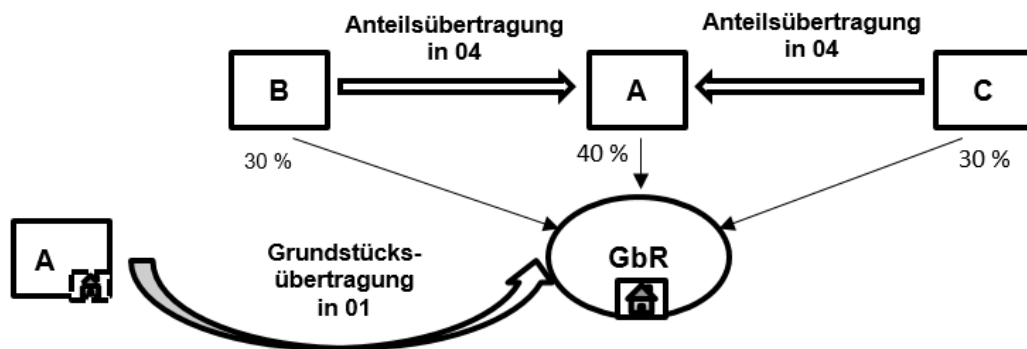 Anteilsübertragung
in 04
Anteilsübertragung
in 04
B
A
C
30 %
40 %
30 %
A
Grundstücks-
übertragung
in 01
GbR